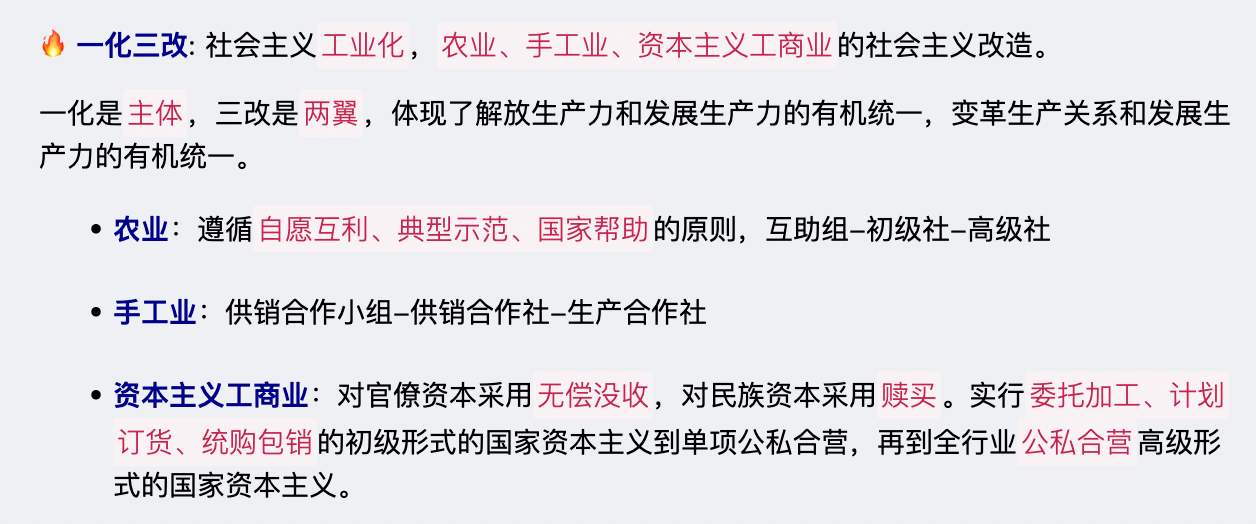 🔥 一化三改: 社会主义工业化，农业、手工业、资本主义工商业的社会主义改造。
一化是主体，三改是两翼，体现了解放生产力和发展生产力的有机统一，变革生产关系和发展生
产力的有机统一。
• 农业：遵循自愿互利、典型示范、国家帮助的原则，互助组–初级社–高级社
• 手工业：供销合作小组–供销合作社–生产合作社
• 资本主义工商业：对官僚资本采用无偿没收，对民族资本采用赎买。实行委托加工、计划
订货、统购包销的初级形式的国家资本主义到单项公私合营，再到全行业公私合营高级形
式的国家资本主义。